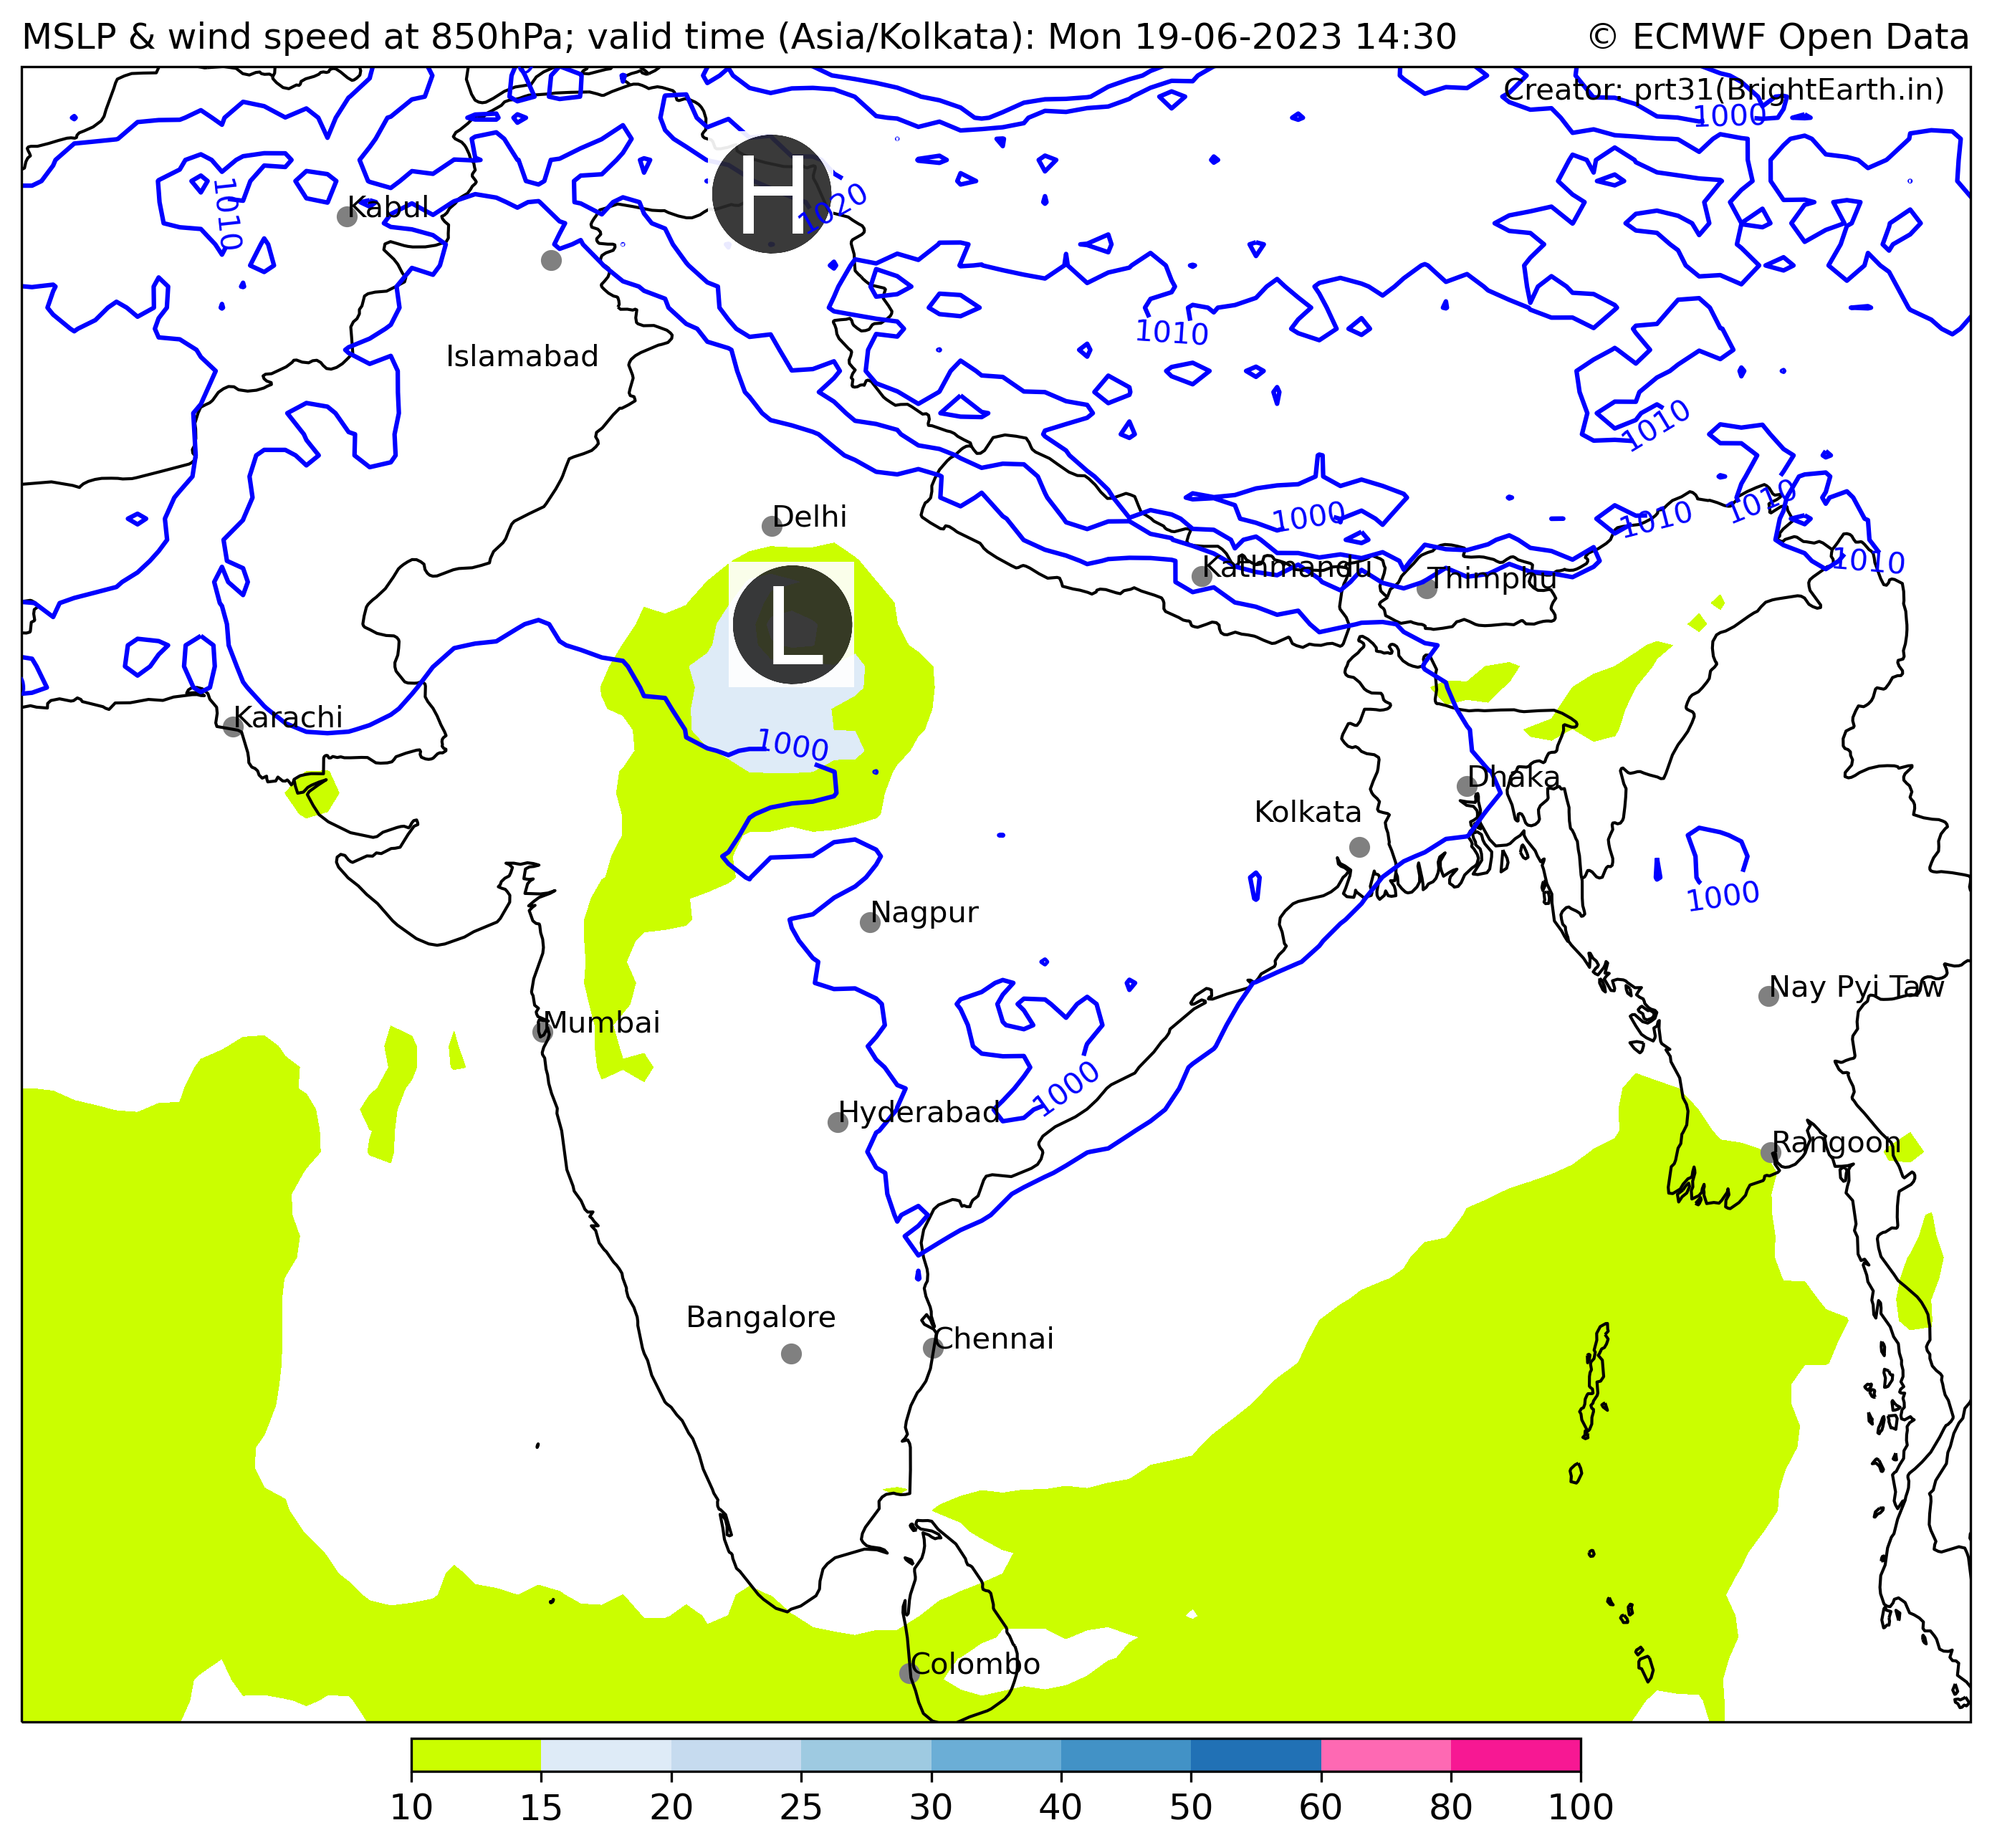 MSLP & wind speed at 850hPa; valid time (Asia/Kolkata): Mon 19-06-2023 14:30
© ECMWF Open Data
Creator: prt31(BrightEarth.in)
1000
H
1020
1010
Kabul
1010
Islamabad
1010
Delhi
1000
1010
1010
1010
Kathmandu
Thimphu
L
Karachi
1000
Dhaka
Kolkata
1000
Nagpur
Nay Pyi Taw
Mumbai
1000
Hyderabad
Rangoon
Bangalore
Chennai
Colombo
10 15 20 25 30 40 50 60 80 100